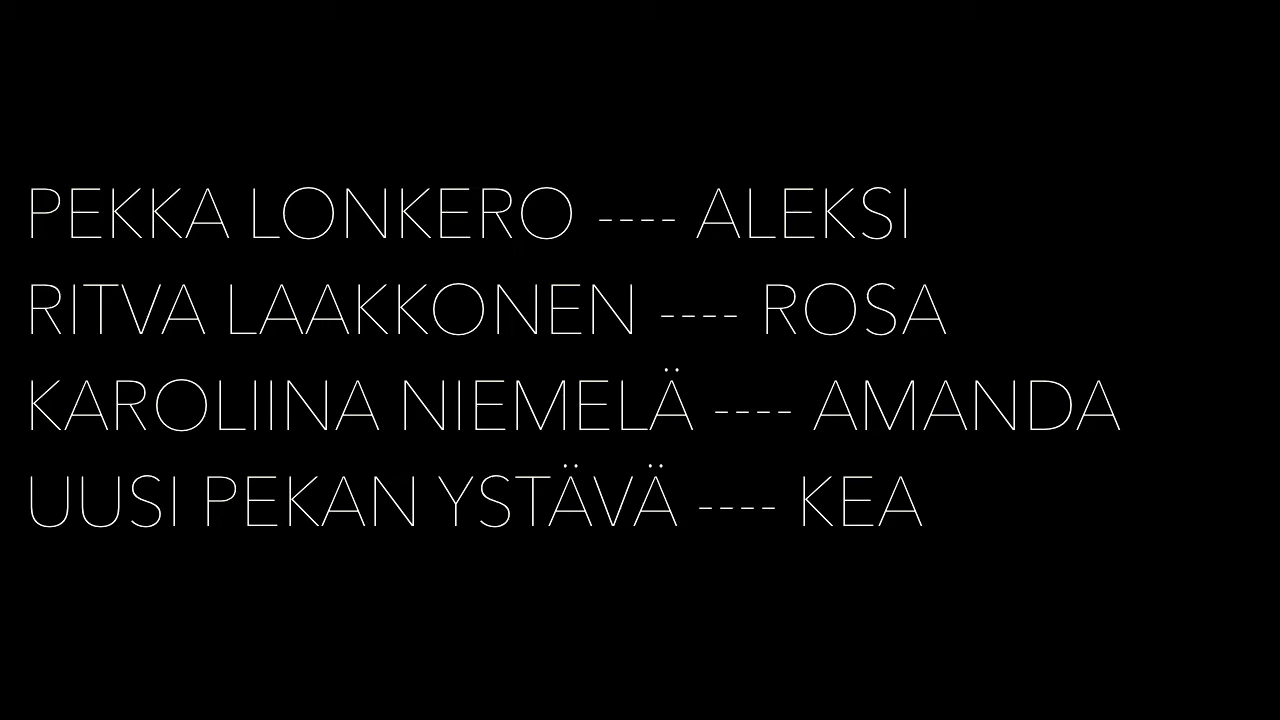 PEKKA LONKERO ---- ALEKSI
RITVA LAAKKONEN ---- ROSA
KAROLIINA NIEMELÄ ---- AMANDA
UUSI PEKAN YSTÄVÄ ---- KEA